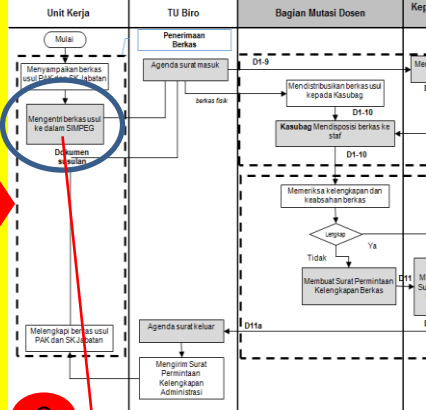 Unit Kerja
TU Biro
Bagian Mutasi Dosen
Kep
Mulai
Penerimaan
Berkas
Menyampaikan berkas
usul PAK dan SK Jabatan
Agenda surat masuk
D1-9
berkas fisik
Mendistribusikan berkas usul
kepada Kasubag
Mengentri berkas usul
ke dalam SIMPEG
D1-10
Kasubag Mendisposi berkas ke
staf
Dokumen
susulan
D1-10
Memeriksa kelengkapan dan
keabsahan berkas
Lengkap
Ya
Tidak
Membuat Surat Permintaan
Kelengkapan Berkas
D11
Melengkapi berkas usul
PAK dan SK Jabatan
Agenda surat keluar
D11a
Mengirim Surat
Permintaan
Kelengkapan
Administrasi